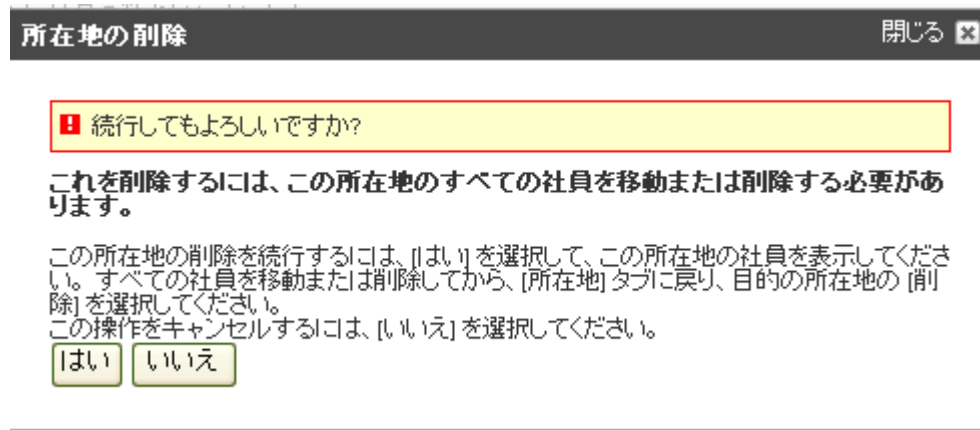 所在地の削除
閉じる
続行してもよろしいですか?
これを削除するには、この所在地のすべての社員を移動または削除する必要があ
ります。
この所在地の削除を続行するには、[はい] を選択して、この所在地の社員を表示してくださ
い。すべての社員を移動または削除してから、[所在地] タブに戻り、目的の所在地の [削
除] を選択してください。
この操作をキャンセルするには、[いいえ] を選択してください。
はい いいえ